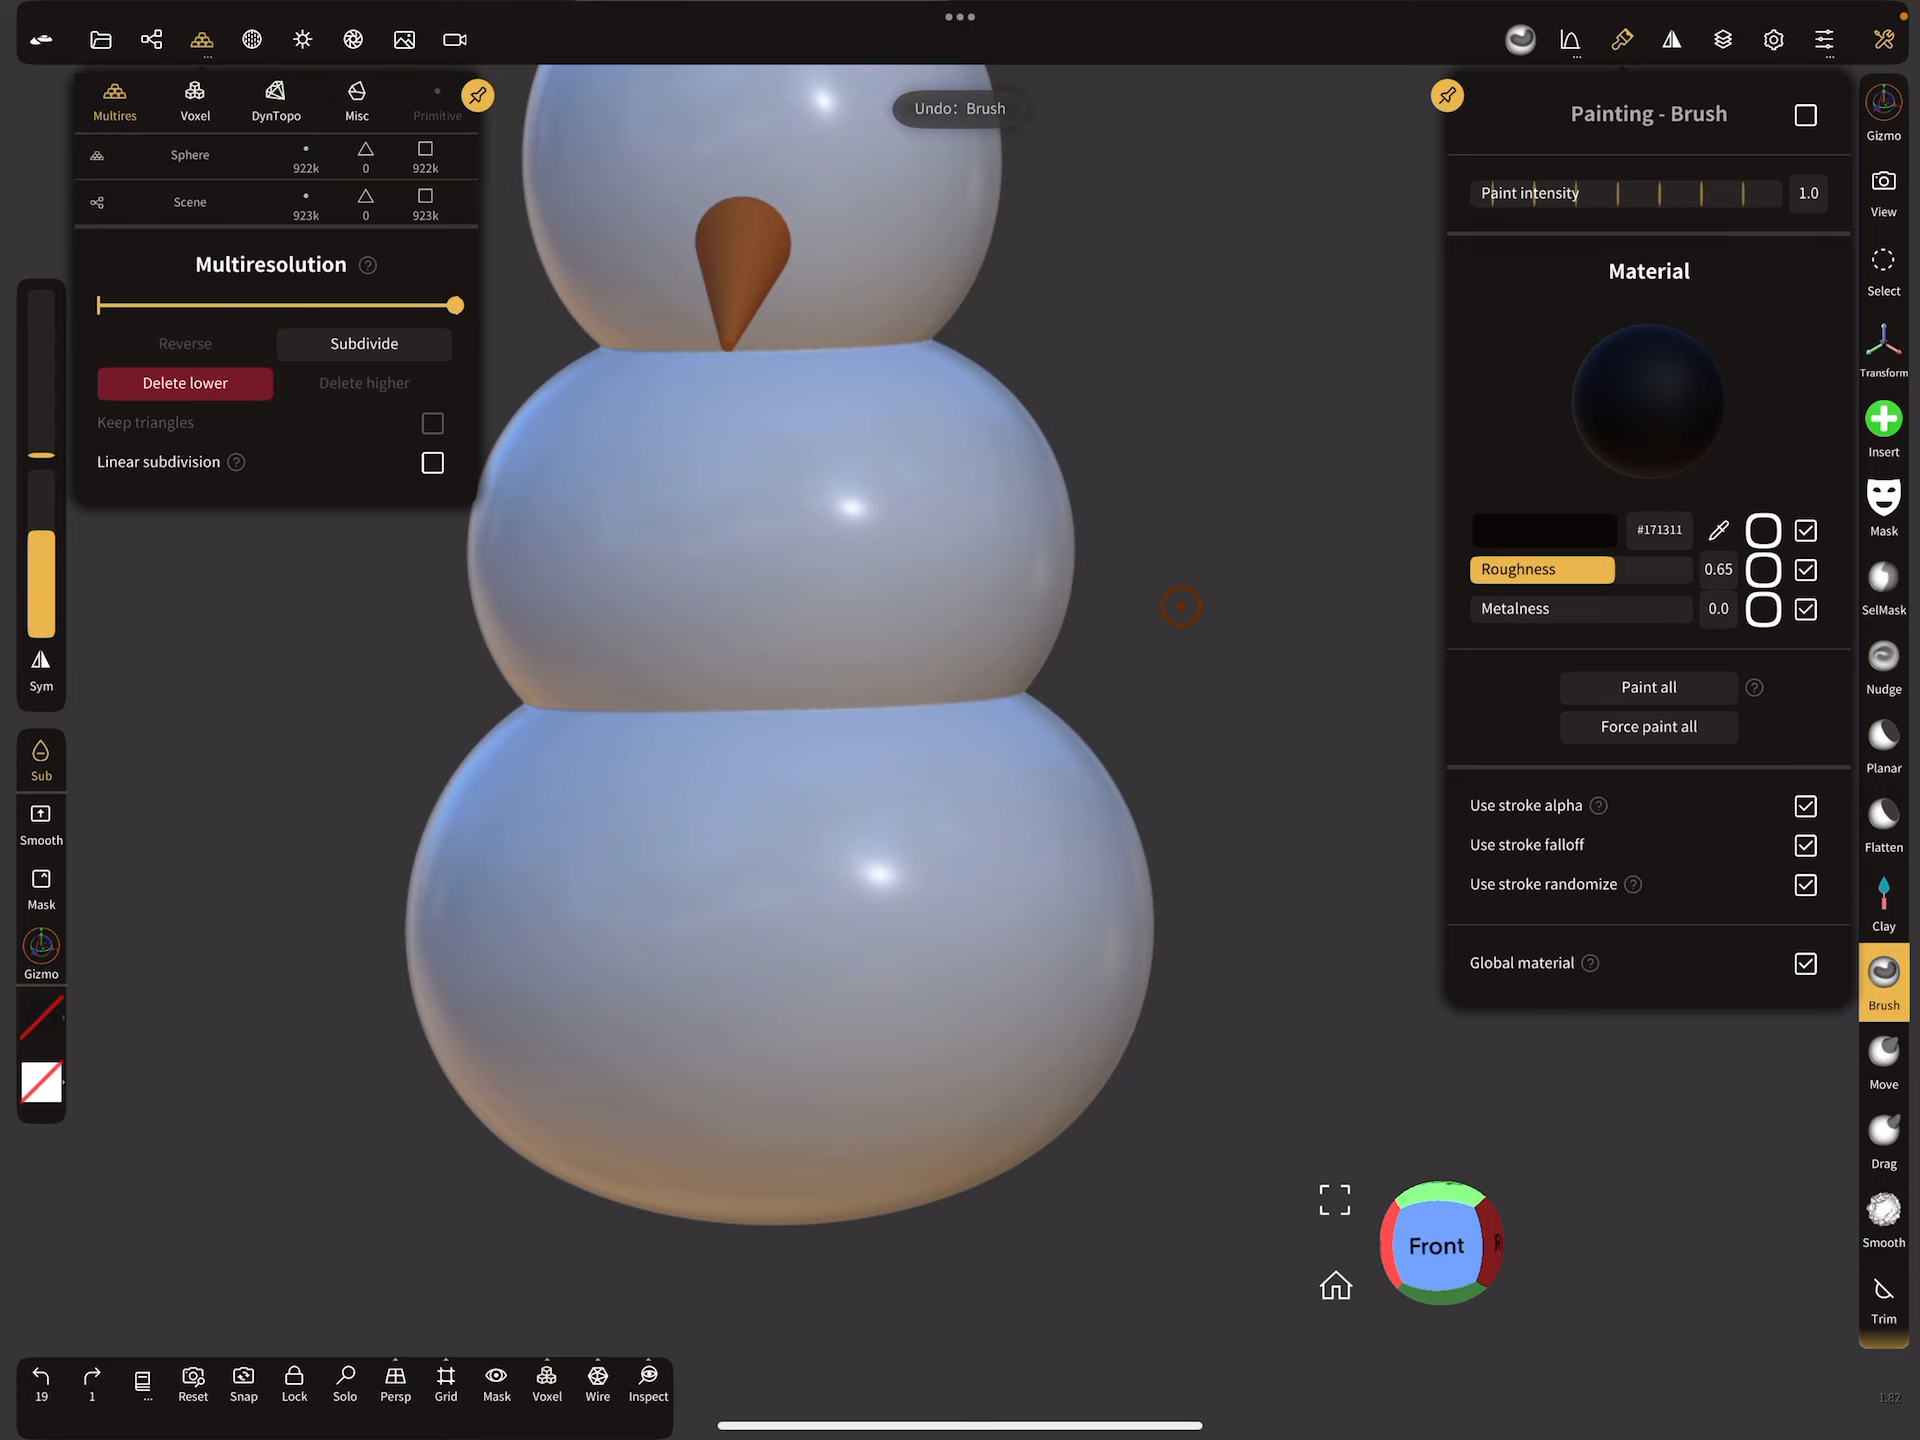 Multires
Voxel
DynTopo
Misc
Primitive
Sphere
922k
0
922k
Scene
923k
0
923k
Multiresolution ?
Reverse
Subdivide
Delete lower
Delete higher
Keep triangles
Linear subdivision ?
Undo: Brush
Sym
Sub
Smooth
Mask
Gizmo
Painting - Brush
Paint intensity
1.0
Material
#171311
Roughness
0.65
Metalness
0.0
Paint all ?
Force paint all
Use stroke alpha ?
Use stroke falloff
Use stroke randomize ?
Global material ?
Gizmo
View
Select
Transform
Insert
Mask
SelMask
Nudge
Planar
Flatten
Clay
Brush
Move
Drag
Smooth
Trim
Front
R
19
1
...
Reset
Snap
Lock
Solo
Persp
Grid
Mask
Voxel
Wire
Inspect
1.82